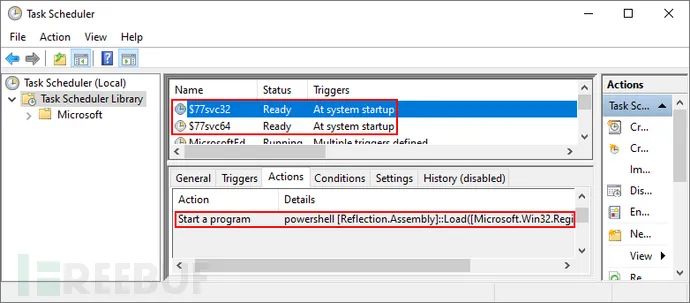 Task Scheduler
File Action View Help
Task Scheduler (Local)
Task Scheduler Library
Microsoft
Name Status Triggers
$77svc32 Ready At system startup
$77svc64 Ready At system startup
MicrosoftEd Running Multiple triggers defined
General Triggers Actions Conditions Settings History (disabled)
Action Details
Start a program powershell [Reflection.Assembly]::Load([Microsoft.Win32.Regi
Actions
Task Sc...
Cr...
Cr...
Im...
Dis...
En...
Ne...
View
Re
REEBUF